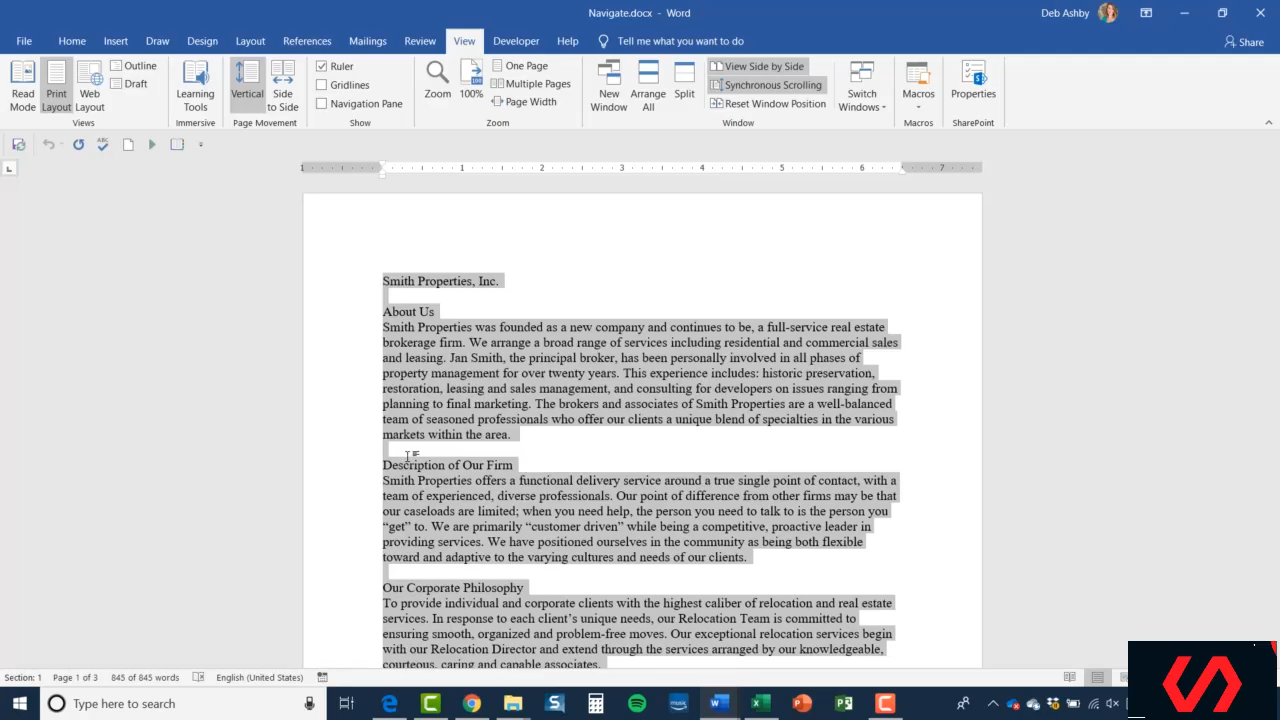 Navigate.docx - Word
Deb Ashby
File Home Insert Draw Design Layout References Mailings Review View Developer Help Tell me what you want to do
Share
Read Mode
Print Layout
Web Layout
Outline
Draft
Views
Learning Tools
Immersive
Vertical
Side to Side
Page Movement
Ruler
Gridlines
Navigation Pane
Show
Zoom
100%
One Page
Multiple Pages
Page Width
Zoom
New Window
Arrange All
Split
View Side by Side
Synchronous Scrolling
Reset Window Position
Window
Switch Windows
Macros
Macros
Properties
SharePoint
1 1 2 3 4 5 6 7
Smith Properties, Inc.
About Us
Smith Properties was founded as a new company and continues to be, a full-service real estate
brokerage firm. We arrange a broad range of services including residential and commercial sales
and leasing. Jan Smith, the principal broker, has been personally involved in all phases of
property management for over twenty years. This experience includes: historic preservation,
restoration, leasing and sales management, and consulting for developers on issues ranging from
planning to final marketing. The brokers and associates of Smith Properties are a well-balanced
team of seasoned professionals who offer our clients a unique blend of specialties in the various
markets within the area.
Description of Our Firm
Smith Properties offers a functional delivery service around a true single point of contact, with a
team of experienced, diverse professionals. Our point of difference from other firms may be that
our caseloads are limited; when you need help, the person you need to talk to is the person you
“get” to. We are primarily “customer driven” while being a competitive, proactive leader in
providing services. We have positioned ourselves in the community as being both flexible
toward and adaptive to the varying cultures and needs of our clients.
Our Corporate Philosophy
To provide individual and corporate clients with the highest caliber of relocation and real estate
services. In response to each client’s unique needs, our Relocation Team is committed to
ensuring smooth, organized and problem-free moves. Our exceptional relocation services begin
with our Relocation Director and extend through the services arranged by our knowledgeable,
courteous, caring and capable associates.
Section: 1 Page 1 of 3 845 of 845 words English (United States)
Type here to search